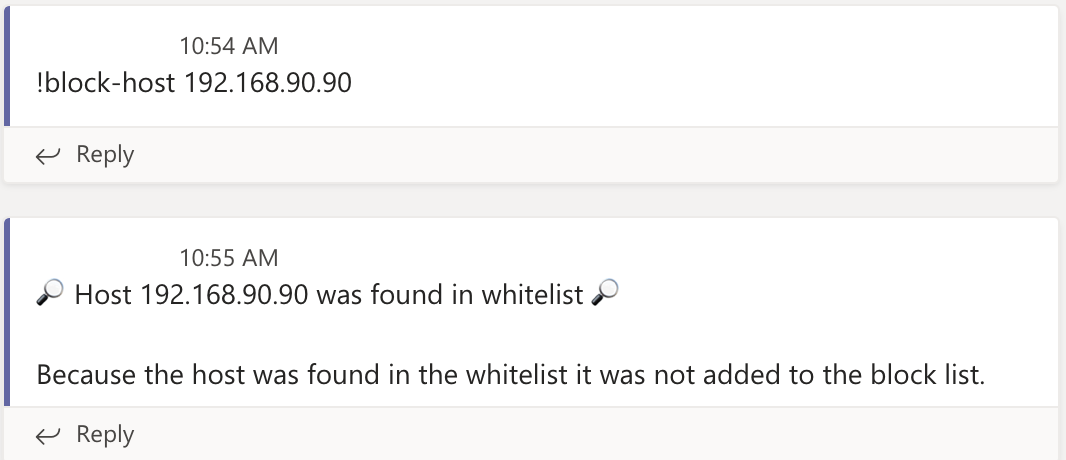 10:54 AM
!block-host 192.168.90.90
Reply
10:55 AM
🔎 Host 192.168.90.90 was found in whitelist 🔎
Because the host was found in the whitelist it was not added to the block list.
Reply